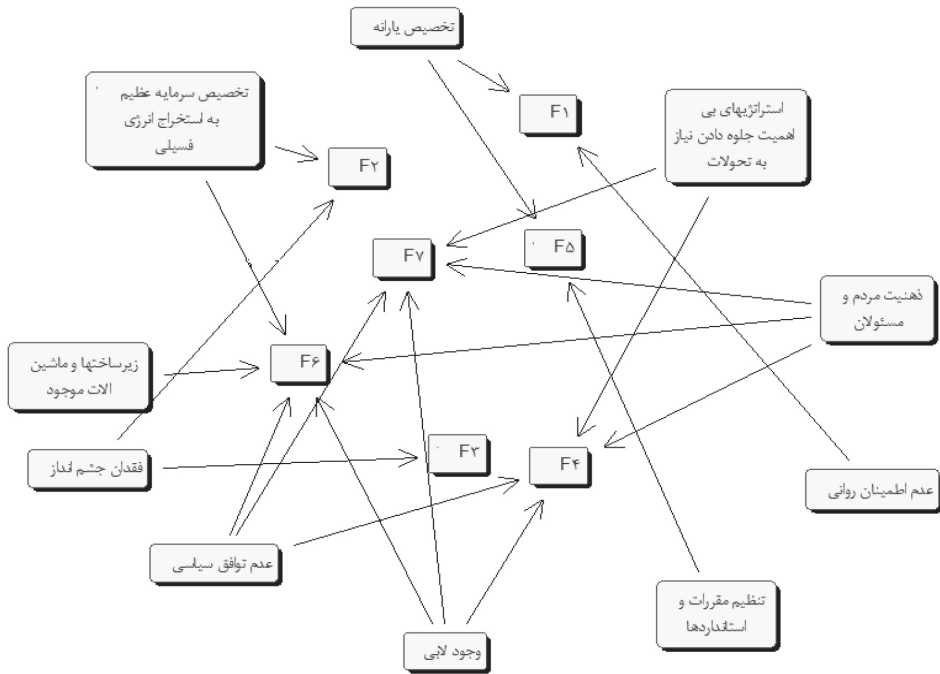 تخصیص یارانه
تخصیص سرمایه عظیم
به استخراج انرژی
فسیلی
F۱
استراتژیهای بی
اهمیت جلوه دادن نیاز
به تحولات
F۲
F۷
F۵
ذهنیت مردم و
مسئولان
زیرساختها و ماشین
الات موجود
F۶
فقدان چشم انداز
F۳
F۴
عدم اطمینان روانی
عدم توافق سیاسی
تنظیم مقررات و
استانداردها
وجود لابی